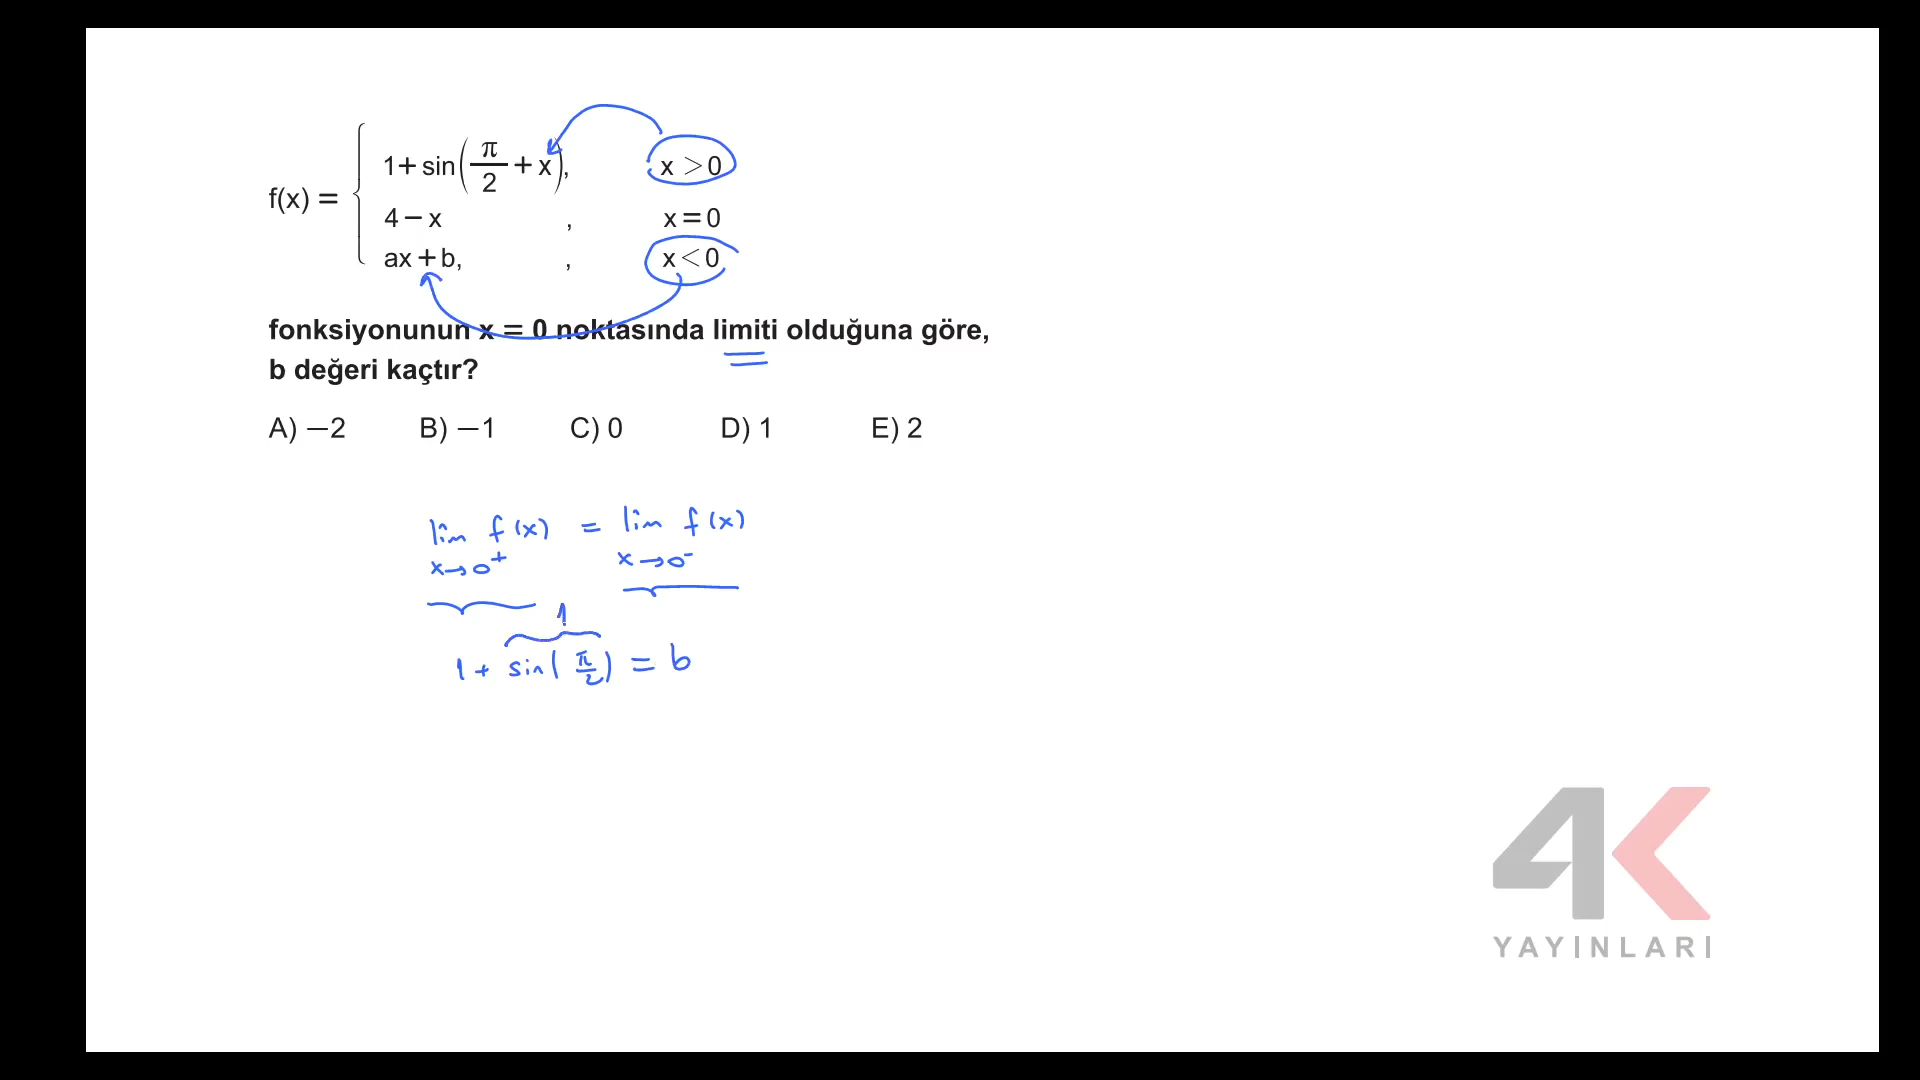 f(x) = { 1 + sin(π/2 + x), x > 0
4 − x , x = 0
ax + b, , x < 0
fonksiyonunun x = 0 noktasında limiti olduğuna göre,
b değeri kaçtır?
A) −2 B) −1 C) 0 D) 1 E) 2
lim f(x) = lim f(x)
x→0⁺ x→0⁻
1
1 + sin(π/2) = b
4K
YAYINLARI